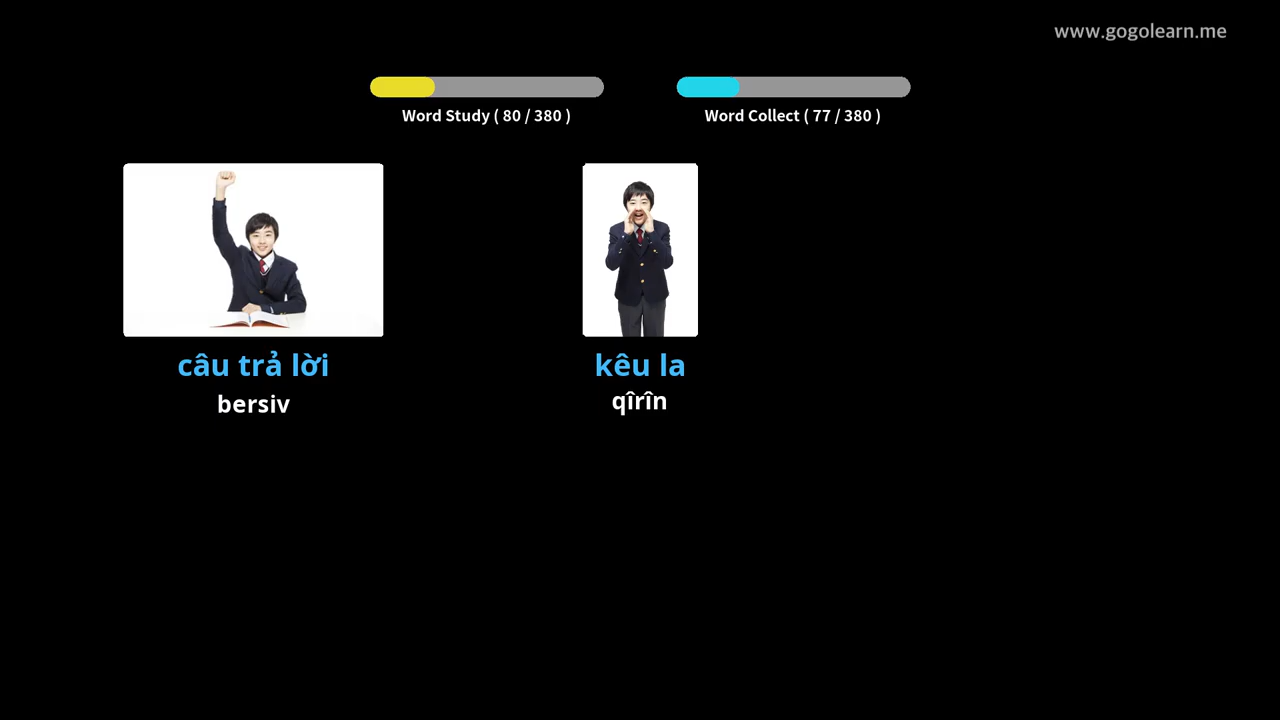 www.gogolearn.me
Word Study ( 80 / 380 )
Word Collect ( 77 / 380 )
câu trả lời
bersiv
kêu la
qîrîn